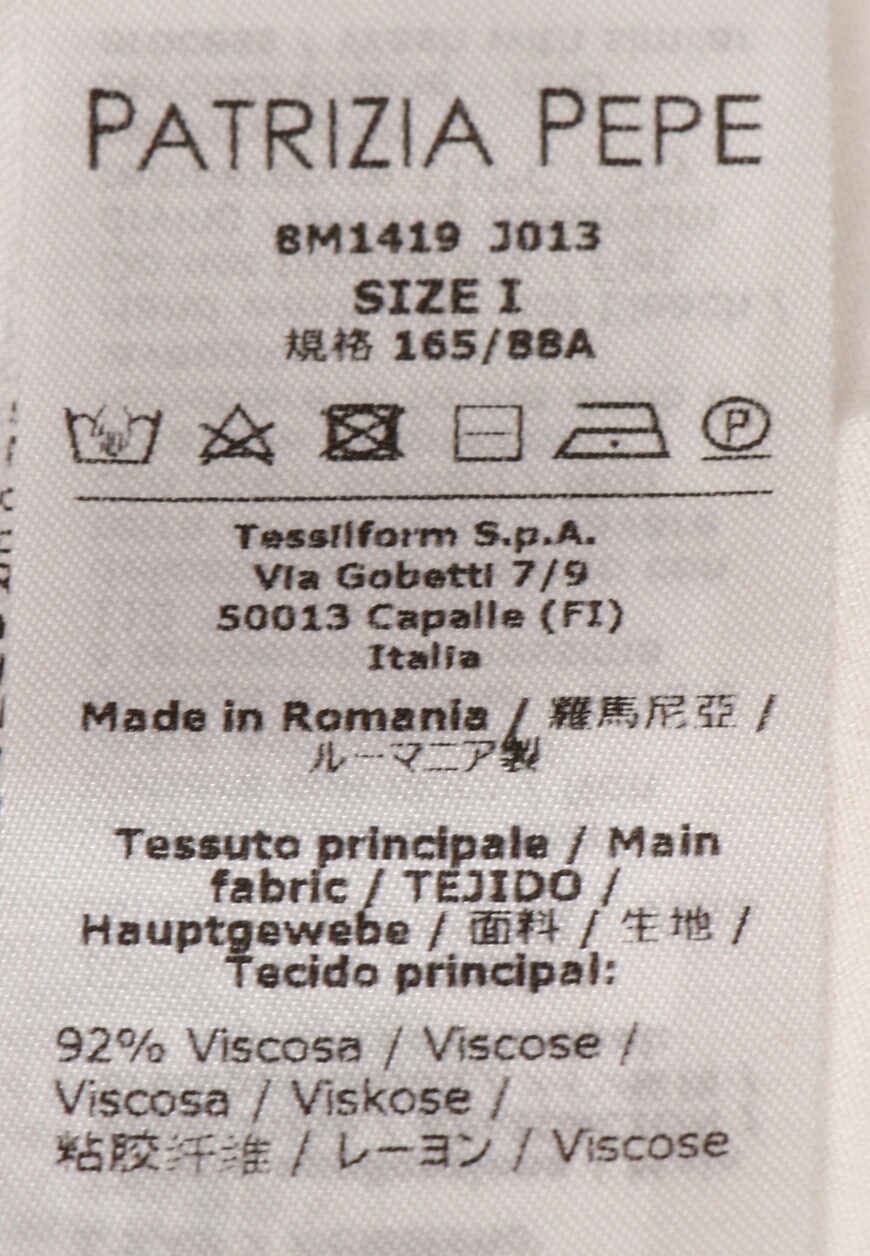 PATRIZIA PEPE
8M1419 J013
SIZE I
規格 165/88A
P
Tessilform S.p.A.
Via Gobetti 7/9
50013 Capalle (FI)
Italia
Made in Romania / 羅馬尼亞 /
ルーマニア製
Tessuto principale / Main
fabric / TEJIDO /
Hauptgewebe / 面料 / 生地 /
Tecido principal:
92% Viscosa / Viscose /
Viscosa / Viskose /
粘胶纤维 / レーヨン / Viscose